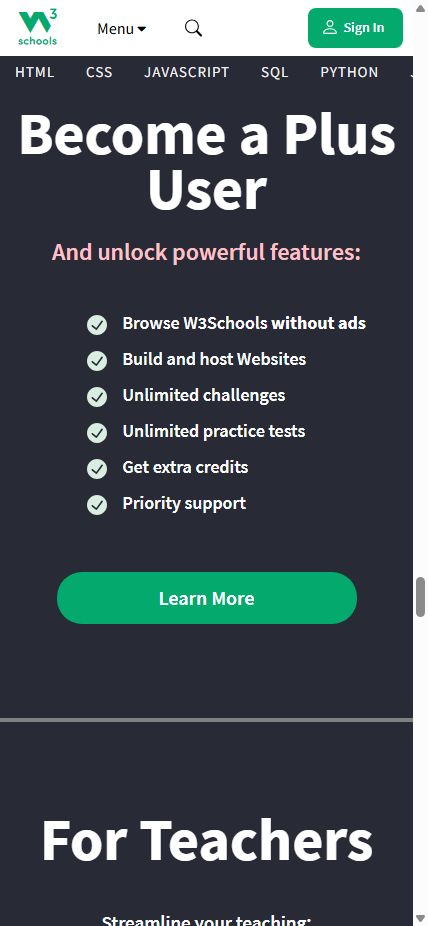 3
schools
Menu
Sign In
HTML CSS JAVASCRIPT SQL PYTHON
Become a Plus
User
And unlock powerful features:
Browse W3Schools without ads
Build and host Websites
Unlimited challenges
Unlimited practice tests
Get extra credits
Priority support
Learn More
For Teachers
Streamline your teaching: